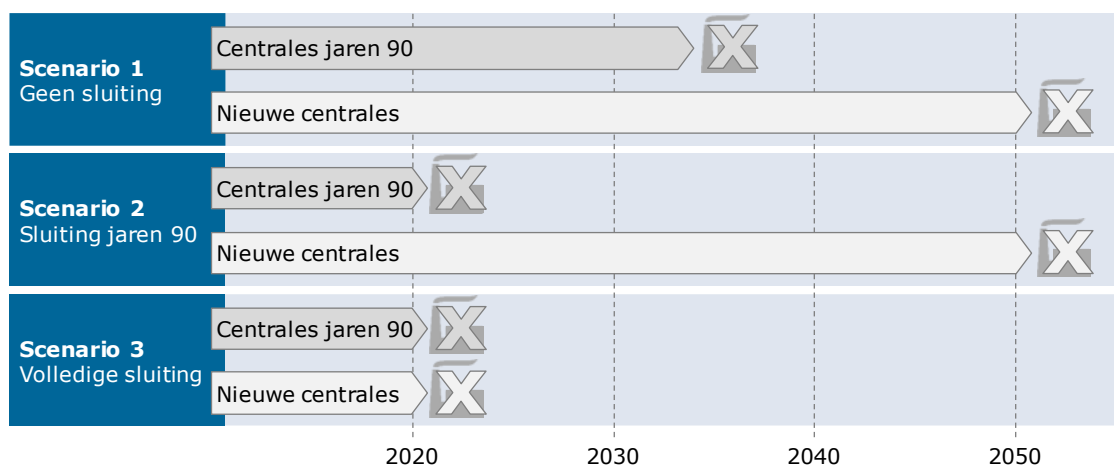 Scenario 1
Geen sluiting
Centrales jaren 90
Nieuwe centrales
Scenario 2
Sluiting jaren 90
Centrales jaren 90
Nieuwe centrales
Scenario 3
Volledige sluiting
Centrales jaren 90
Nieuwe centrales
2020 2030 2040 2050